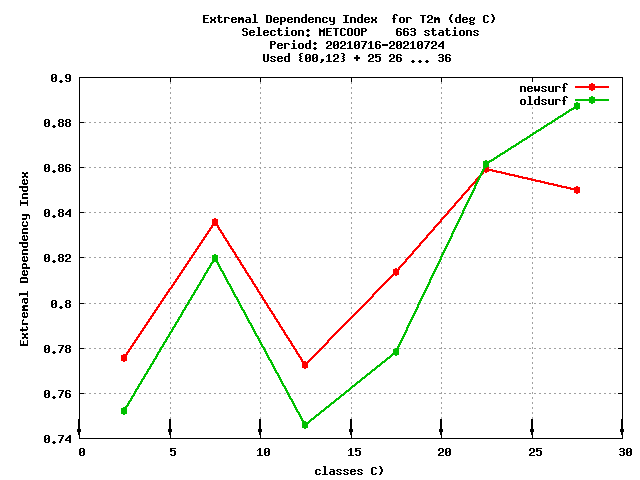 Extremal Dependency Index  for T2m (deg C)
Selection: METCOOP    663 stations
Period: 20210716-20210724
Used {00,12} + 25 26 ... 36
newsurf
oldsurf
0.9
0.88
0.86
0.84
0.82
0.8
0.78
0.76
0.74
Extremal Dependency Index
0 5 10 15 20 25 30
classes C)